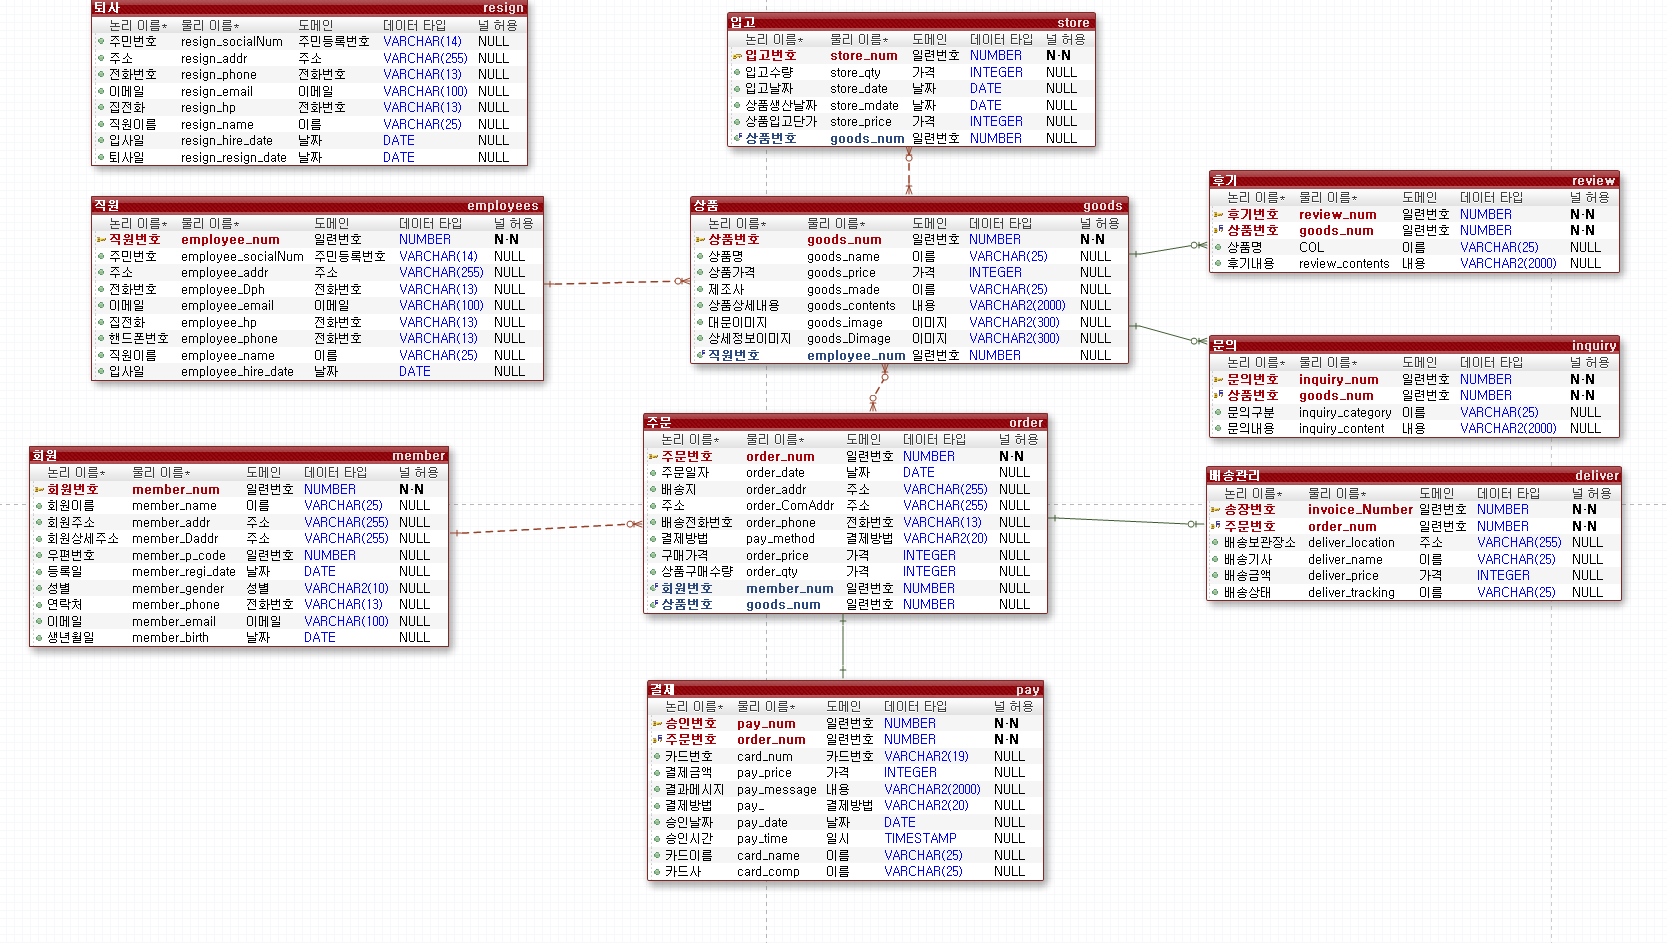 퇴사 resign
논리 이름* 물리 이름* 도메인 데이터 타입 널 허용
주민번호 resign_socialNum 주민등록번호 VARCHAR(14) NULL
주소 resign_addr 주소 VARCHAR(255) NULL
전화번호 resign_phone 전화번호 VARCHAR(13) NULL
이메일 resign_email 이메일 VARCHAR(100) NULL
집전화 resign_hp 전화번호 VARCHAR(13) NULL
직원이름 resign_name 이름 VARCHAR(25) NULL
입사일 resign_hire_date 날짜 DATE NULL
퇴사일 resign_resign_date 날짜 DATE NULL
입고 store
논리 이름* 물리 이름* 도메인 데이터 타입 널 허용
입고번호 store_num 일련번호 NUMBER N-N
입고수량 store_qty 가격 INTEGER NULL
입고날짜 store_date 날짜 DATE NULL
상품생산날짜 store_mdate 날짜 DATE NULL
상품입고단가 store_price 가격 INTEGER NULL
상품번호 goods_num 일련번호 NUMBER NULL
직원 employees
논리 이름* 물리 이름* 도메인 데이터 타입 널 허용
직원번호 employee_num 일련번호 NUMBER N-N
주민번호 employee_socialNum 주민등록번호 VARCHAR(14) NULL
주소 employee_addr 주소 VARCHAR(255) NULL
전화번호 employee_Dph 전화번호 VARCHAR(13) NULL
이메일 employee_email 이메일 VARCHAR(100) NULL
집전화 employee_hp 전화번호 VARCHAR(13) NULL
핸드폰번호 employee_phone 전화번호 VARCHAR(13) NULL
직원이름 employee_name 이름 VARCHAR(25) NULL
입사일 employee_hire_date 날짜 DATE NULL
상품 goods
논리 이름* 물리 이름* 도메인 데이터 타입 널 허용
상품번호 goods_num 일련번호 NUMBER N-N
상품명 goods_name 이름 VARCHAR(25) NULL
상품가격 goods_price 가격 INTEGER NULL
제조사 goods_made 이름 VARCHAR(25) NULL
상품상세내용 goods_contents 내용 VARCHAR2(2000) NULL
대문이미지 goods_image 이미지 VARCHAR2(300) NULL
상세정보이미지 goods_Dimage 이미지 VARCHAR2(300) NULL
직원번호 employee_num 일련번호 NUMBER NULL
후기 review
논리 이름* 물리 이름* 도메인 데이터 타입 널 허용
후기번호 review_num 일련번호 NUMBER N-N
상품번호 goods_num 일련번호 NUMBER N-N
상품명 COL 이름 VARCHAR(25) NULL
후기내용 review_contents 내용 VARCHAR2(2000) NULL
문의 inquiry
논리 이름* 물리 이름* 도메인 데이터 타입 널 허용
문의번호 inquiry_num 일련번호 NUMBER N-N
상품번호 goods_num 일련번호 NUMBER N-N
문의구분 inquiry_category 이름 VARCHAR(25) NULL
문의내용 inquiry_content 내용 VARCHAR2(2000) NULL
회원 member
논리 이름* 물리 이름* 도메인 데이터 타입 널 허용
회원번호 member_num 일련번호 NUMBER N-N
회원이름 member_name 이름 VARCHAR(25) NULL
회원주소 member_addr 주소 VARCHAR(255) NULL
회원상세주소 member_Daddr 주소 VARCHAR(255) NULL
우편번호 member_p_code 일련번호 NUMBER NULL
등록일 member_regi_date 날짜 DATE NULL
성별 member_gender 성별 VARCHAR2(10) NULL
연락처 member_phone 전화번호 VARCHAR(13) NULL
이메일 member_email 이메일 VARCHAR(100) NULL
생년월일 member_birth 날짜 DATE NULL
주문 order
논리 이름* 물리 이름* 도메인 데이터 타입 널 허용
주문번호 order_num 일련번호 NUMBER N-N
주문일자 order_date 날짜 DATE NULL
배송지 order_addr 주소 VARCHAR(255) NULL
주소 order_ComAddr 주소 VARCHAR(255) NULL
배송전화번호 order_phone 전화번호 VARCHAR(13) NULL
결제방법 pay_method 결제방법 VARCHAR2(20) NULL
구매가격 order_price 가격 INTEGER NULL
상품구매수량 order_qty 가격 INTEGER NULL
회원번호 member_num 일련번호 NUMBER NULL
상품번호 goods_num 일련번호 NUMBER NULL
배송관리 deliver
논리 이름* 물리 이름* 도메인 데이터 타입 널 허용
송장번호 invoice_Number 일련번호 NUMBER N-N
주문번호 order_num 일련번호 NUMBER N-N
배송보관장소 deliver_location 주소 VARCHAR(255) NULL
배송기사 deliver_name 이름 VARCHAR(25) NULL
배송금액 deliver_price 가격 INTEGER NULL
배송상태 deliver_tracking 이름 VARCHAR(25) NULL
결제 pay
논리 이름* 물리 이름* 도메인 데이터 타입 널 허용
승인번호 pay_num 일련번호 NUMBER N-N
주문번호 order_num 일련번호 NUMBER N-N
카드번호 card_num 카드번호 VARCHAR2(19) NULL
결제금액 pay_price 가격 INTEGER NULL
결과메시지 pay_message 내용 VARCHAR2(2000) NULL
결제방법 pay_ 결제방법 VARCHAR2(20) NULL
승인날짜 pay_date 날짜 DATE NULL
승인시간 pay_time 일시 TIMESTAMP NULL
카드이름 card_name 이름 VARCHAR(25) NULL
카드사 card_comp 이름 VARCHAR(25) NULL